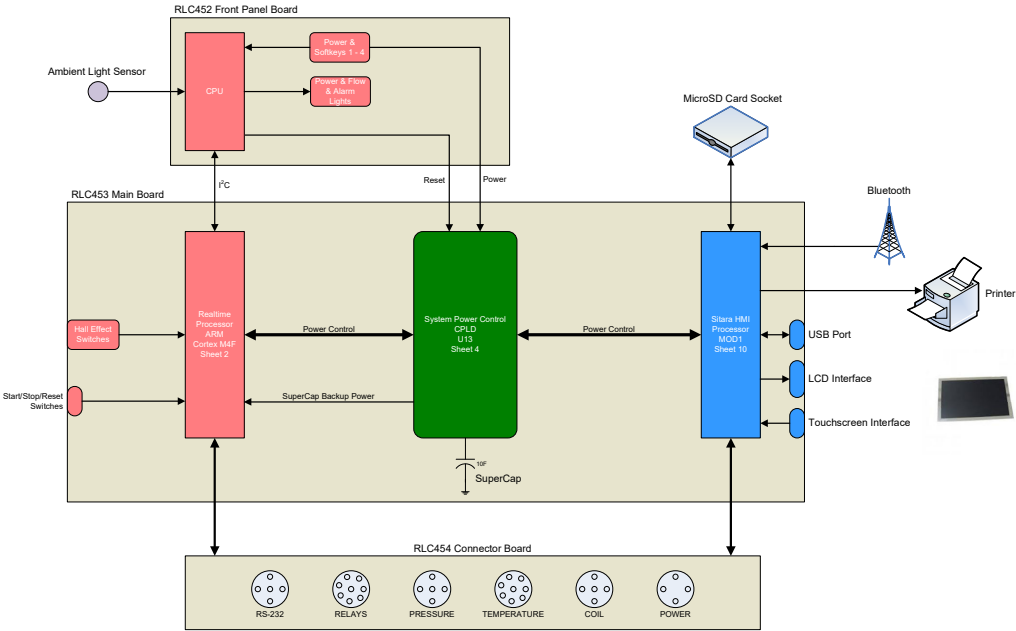 RLC452 Front Panel Board
Power &
Softkeys 1 - 4
Ambient Light Sensor
CPU
Power & Flow
& Alarm
Lights
MicroSD Card Socket
I2C
Reset
Power
Bluetooth
RLC453 Main Board
Printer
Hall Effect
Switches
Realtime
Processor
ARM
Cortex M4F
Sheet 2
Power Control
System Power Control
CPLD
U13
Sheet 4
Power Control
Sitara HMI
Processor
MOD1
Sheet 10
USB Port
LCD Interface
Start/Stop/Reset
Switches
SuperCap Backup Power
Touchscreen Interface
10F
SuperCap
RLC454 Connector Board
RS-232
RELAYS
PRESSURE
TEMPERATURE
COIL
POWER